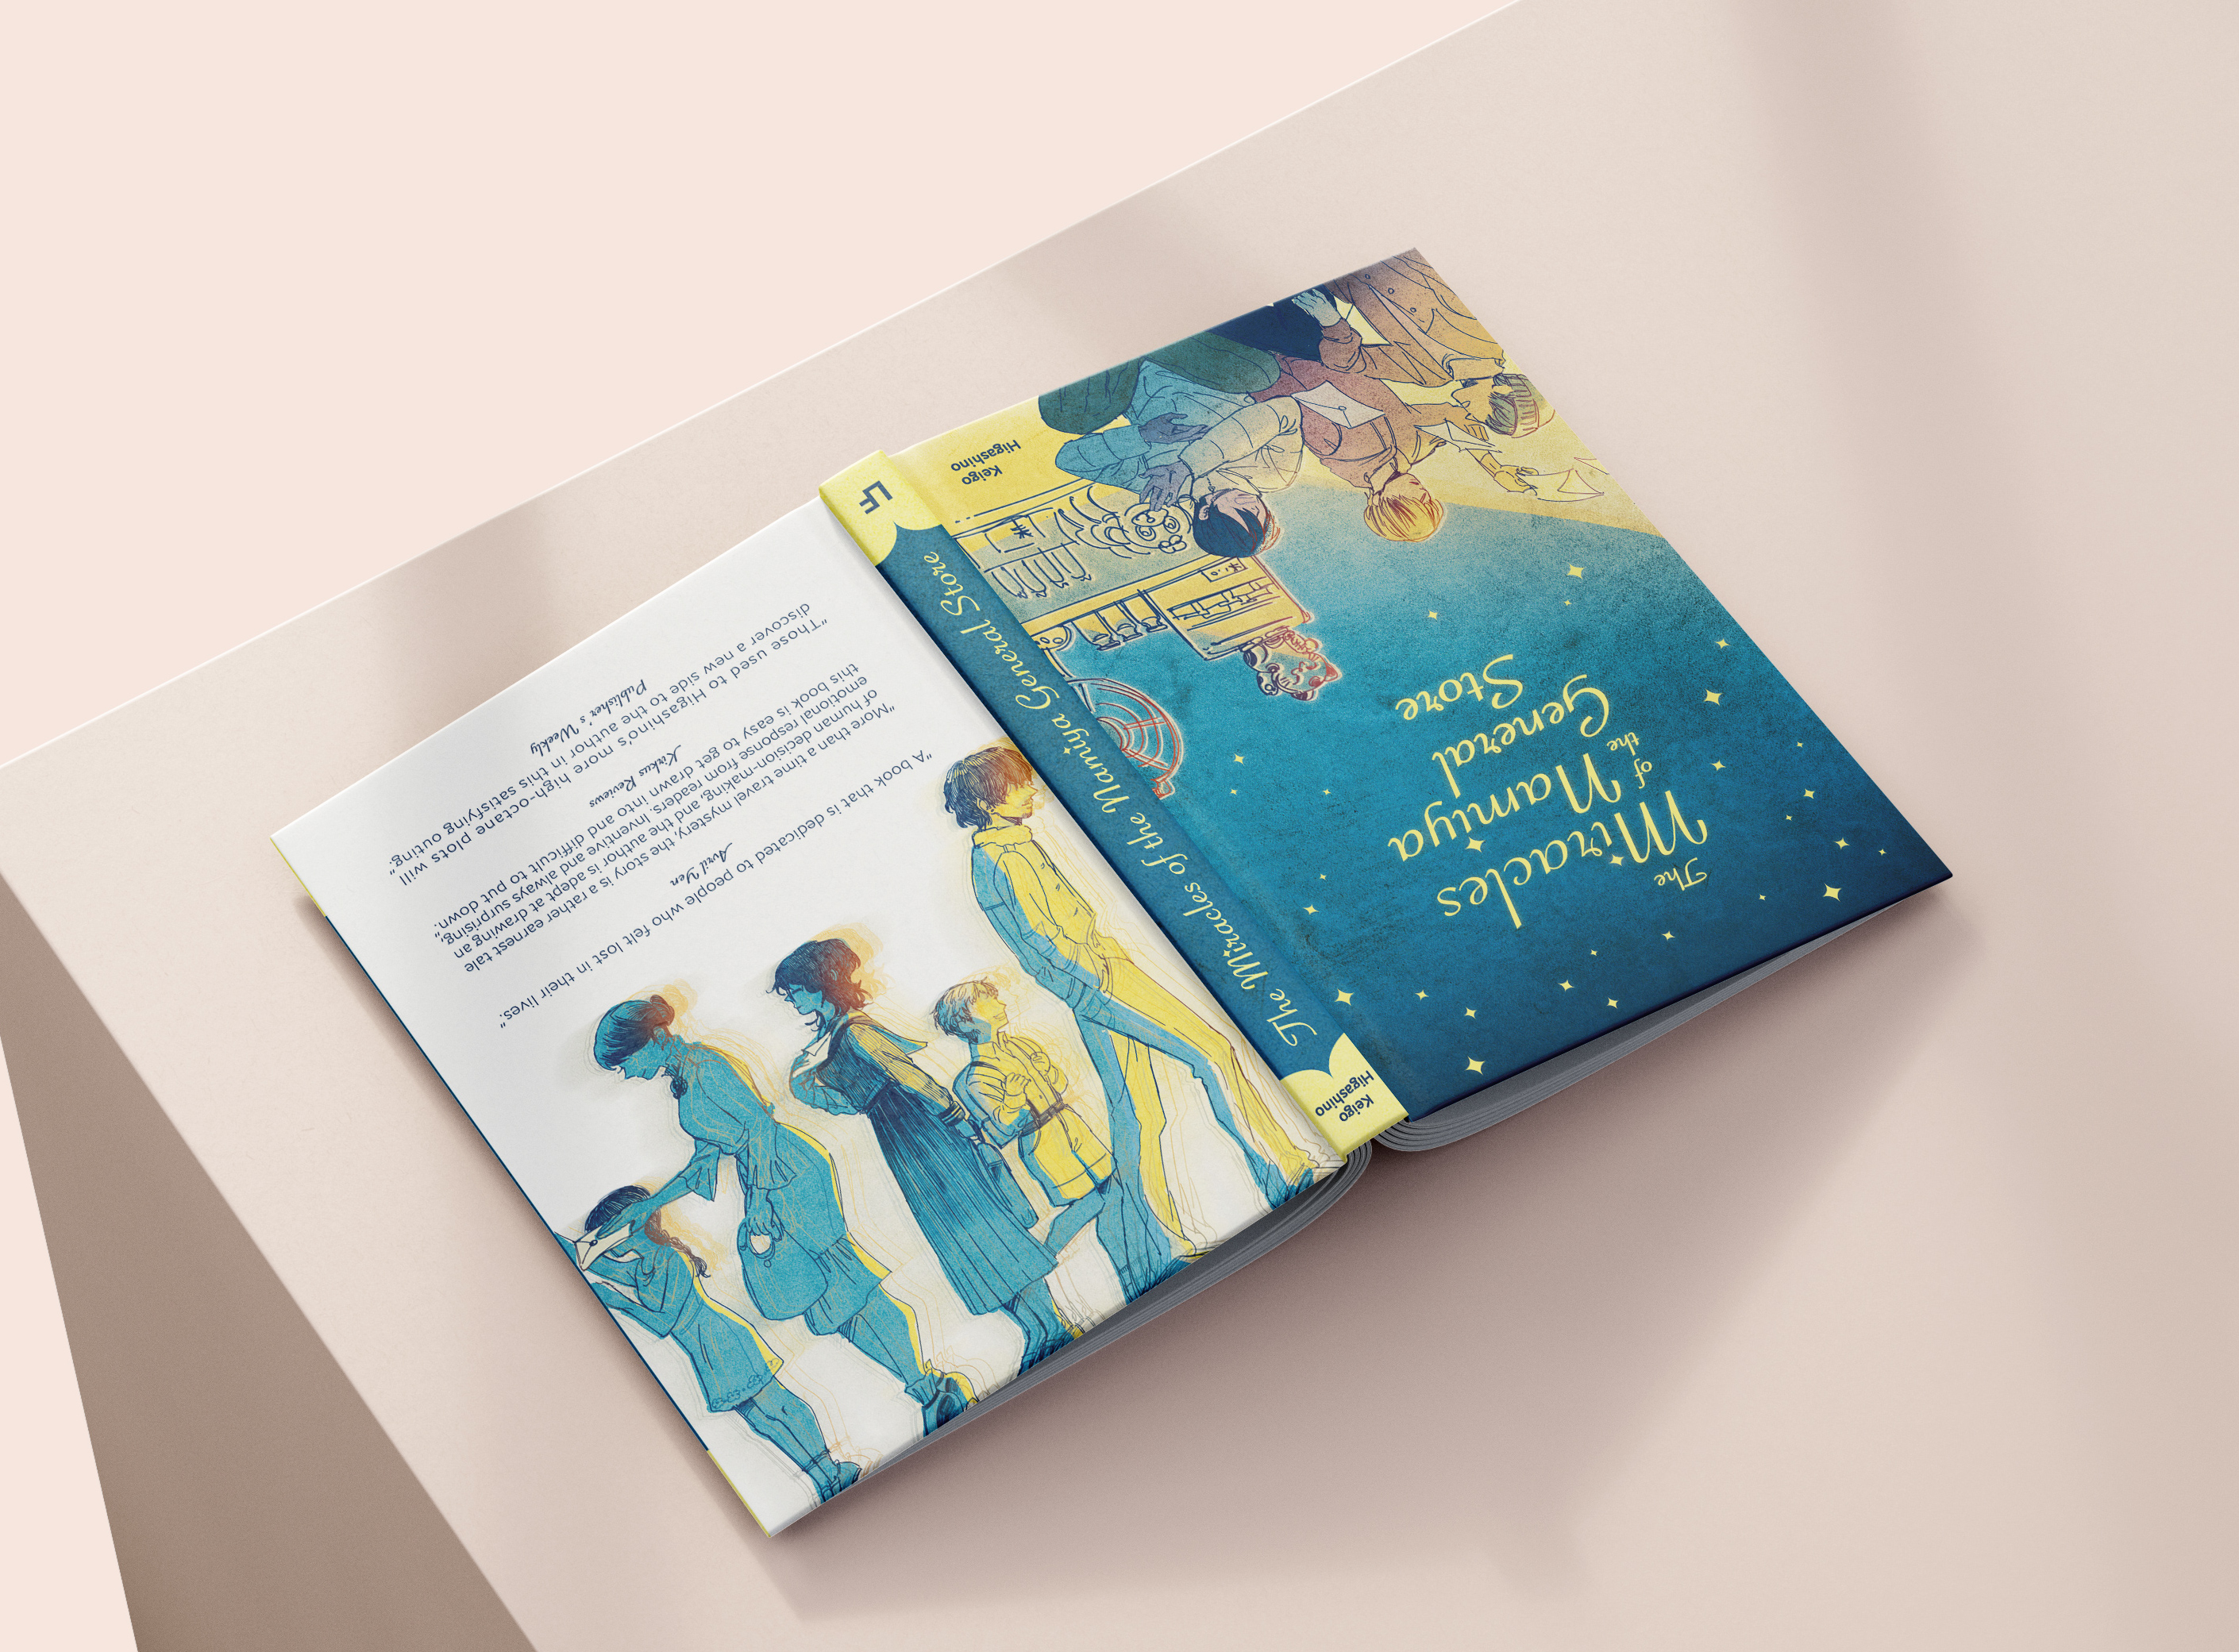 The
Miracles
of the
Namiya
General
Store
Keigo
Higashino
Keigo
Higashino
The Miracles of the Namiya General Store
LF
“A book that is dedicated to people who felt lost in their lives.”
Avril Yen
“More than a time travel mystery, the story is a rather earnest tale
of human decision-making, and the author is adept at drawing an
emotional response from readers. Inventive and always surprising,
this book is easy to get drawn into and difficult to put down.”
Kirkus Reviews
“Those used to Higashino's more high-octane plots will
discover a new side to the author in this satisfying outing.”
Publisher's Weekly